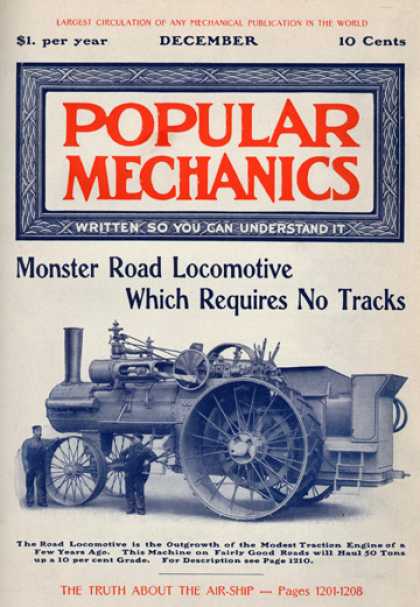 LARGEST CIRCULATION OF ANY MECHANICAL PUBLICATION IN THE WORLD
$1. per year DECEMBER 10 Cents
POPULAR
MECHANICS
WRITTEN SO YOU CAN UNDERSTAND IT
Monster Road Locomotive
Which Requires No Tracks
The Road Locomotive is the Outgrowth of the Modest Traction Engine of a
Few Years Ago. This Machine on Fairly Good Roads will Haul 50 Tons
up a 10 per cent Grade. For Description see Page 1210.
THE TRUTH ABOUT THE AIR-SHIP — Pages 1201-1208